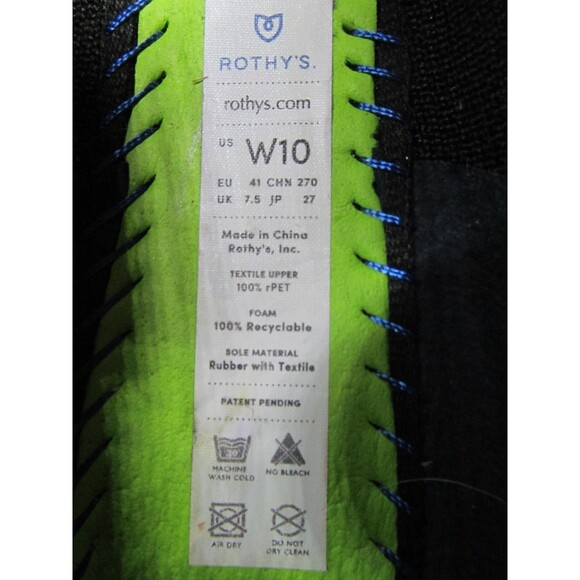 ROTHY'S.
rothys.com
US W10
EU 41 CHN 270
UK 7.5 JP 27
Made in China
Rothy's, Inc.
TEXTILE UPPER
100% rPET
FOAM
100% Recyclable
SOLE MATERIAL
Rubber with Textile
PATENT PENDING
30
MACHINE WASH COLD
NO BLEACH
AIR DRY
DO NOT DRY CLEAN